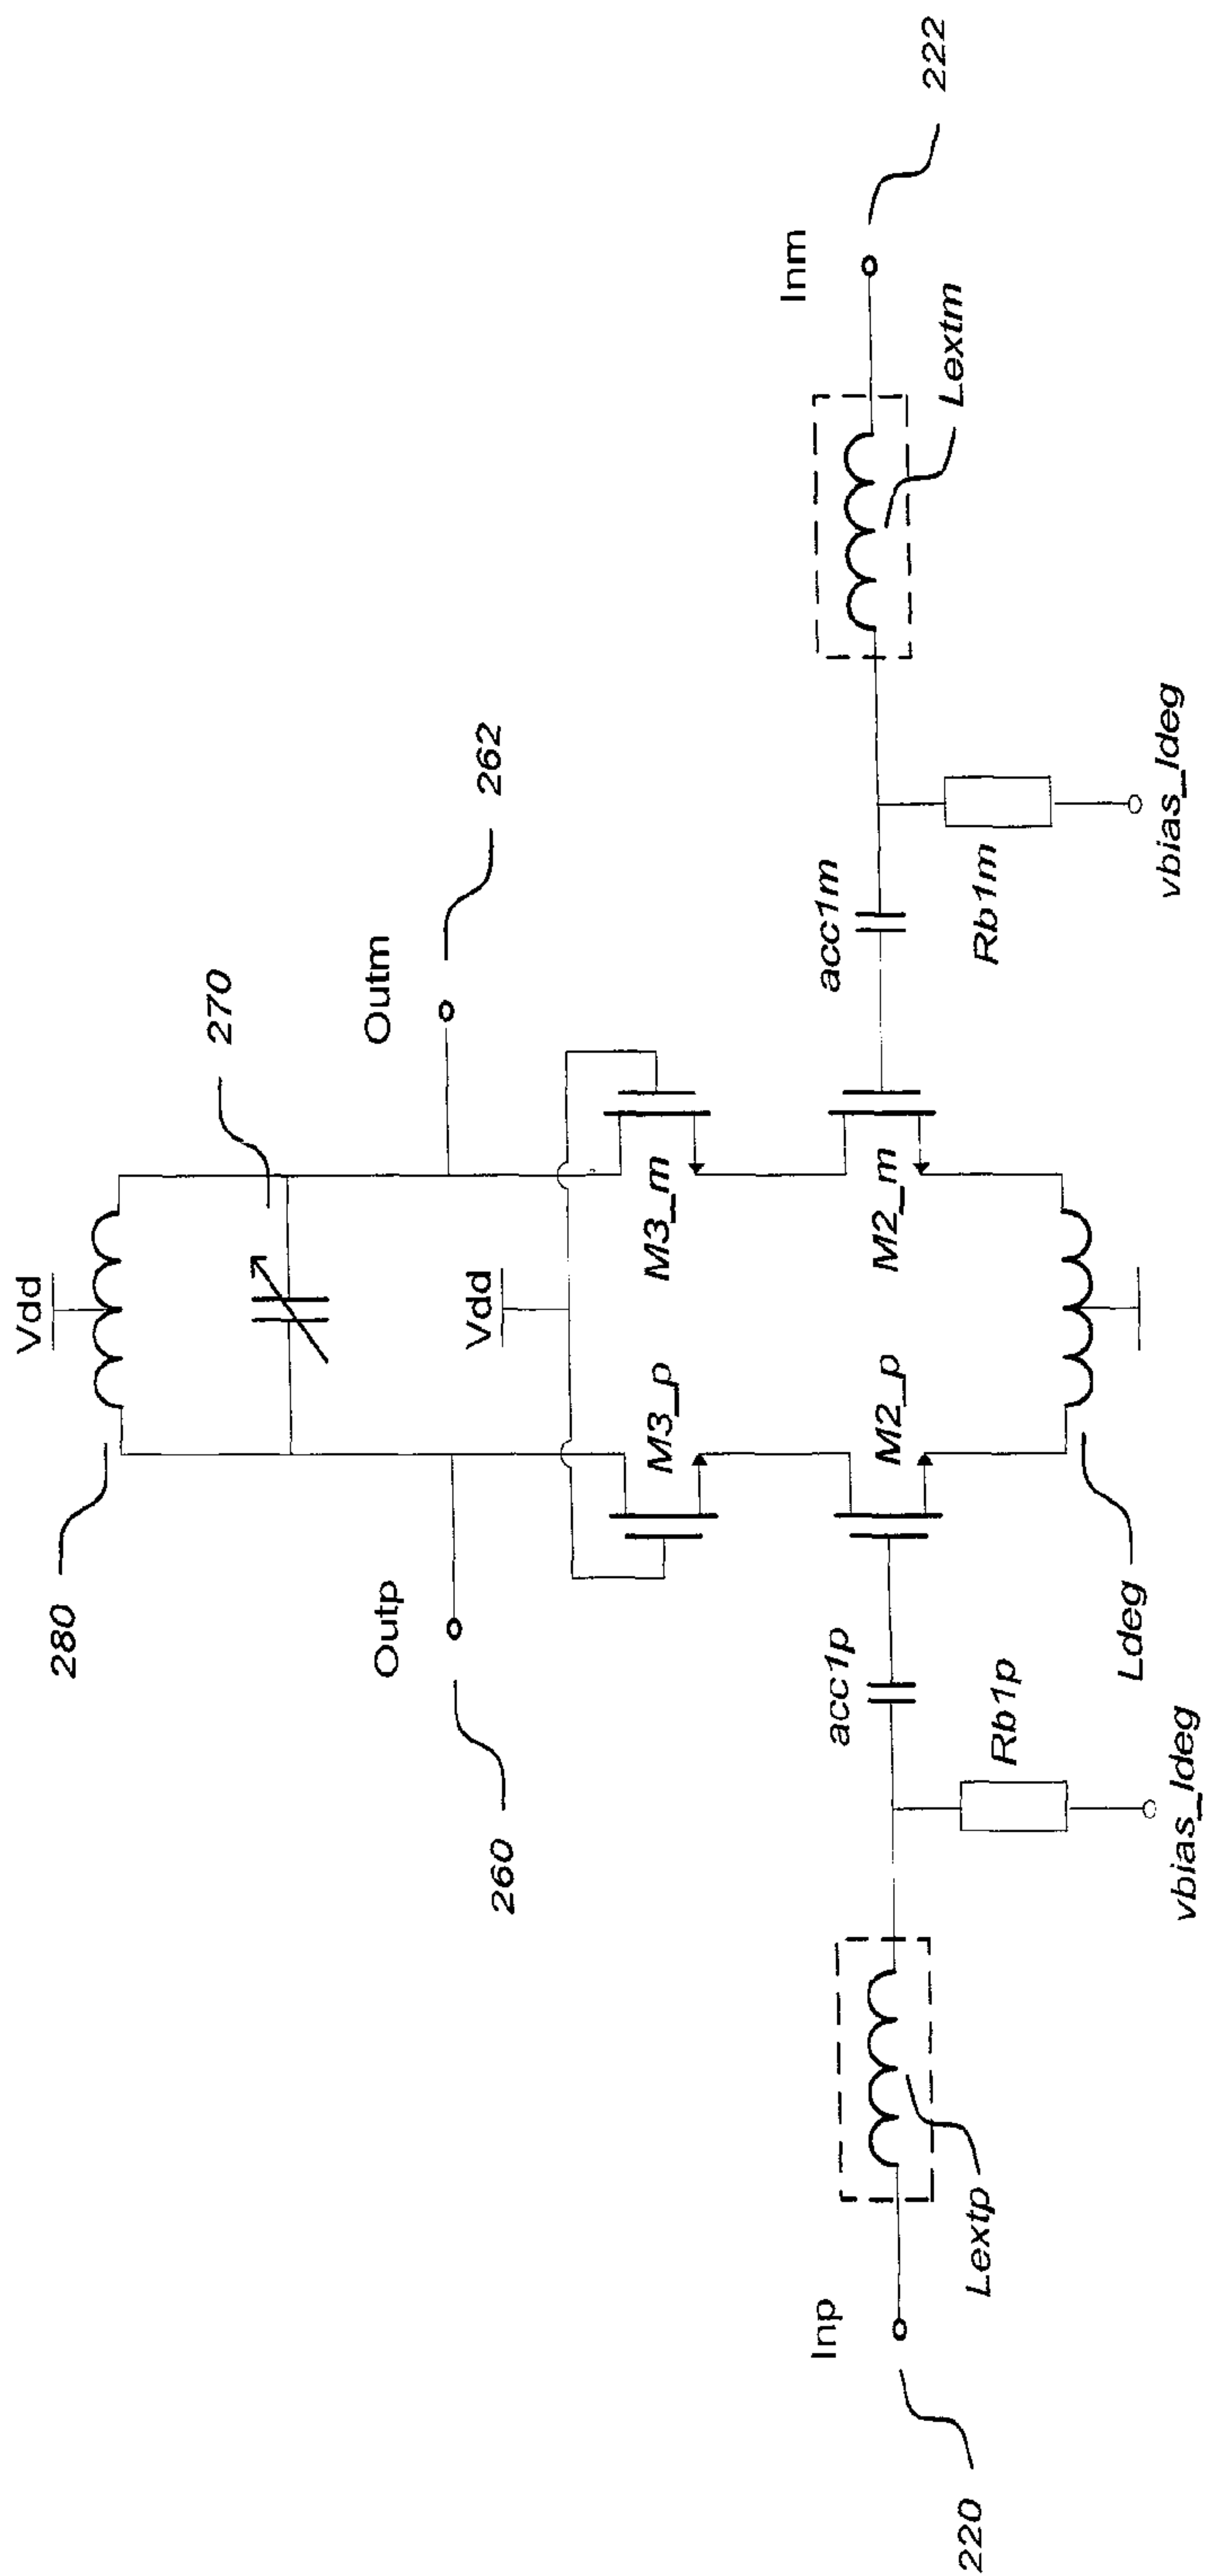 Vdd
280
270
Outp
Outm
260
262
Vdd
M3_p
M3_m
Inp
Inm
220
222
Lextp
Lextm
acc1p
acc1m
M2_p
M2_m
Rb1p
Rb1m
Ldeg
vbias_ldeg
vbias_ldeg